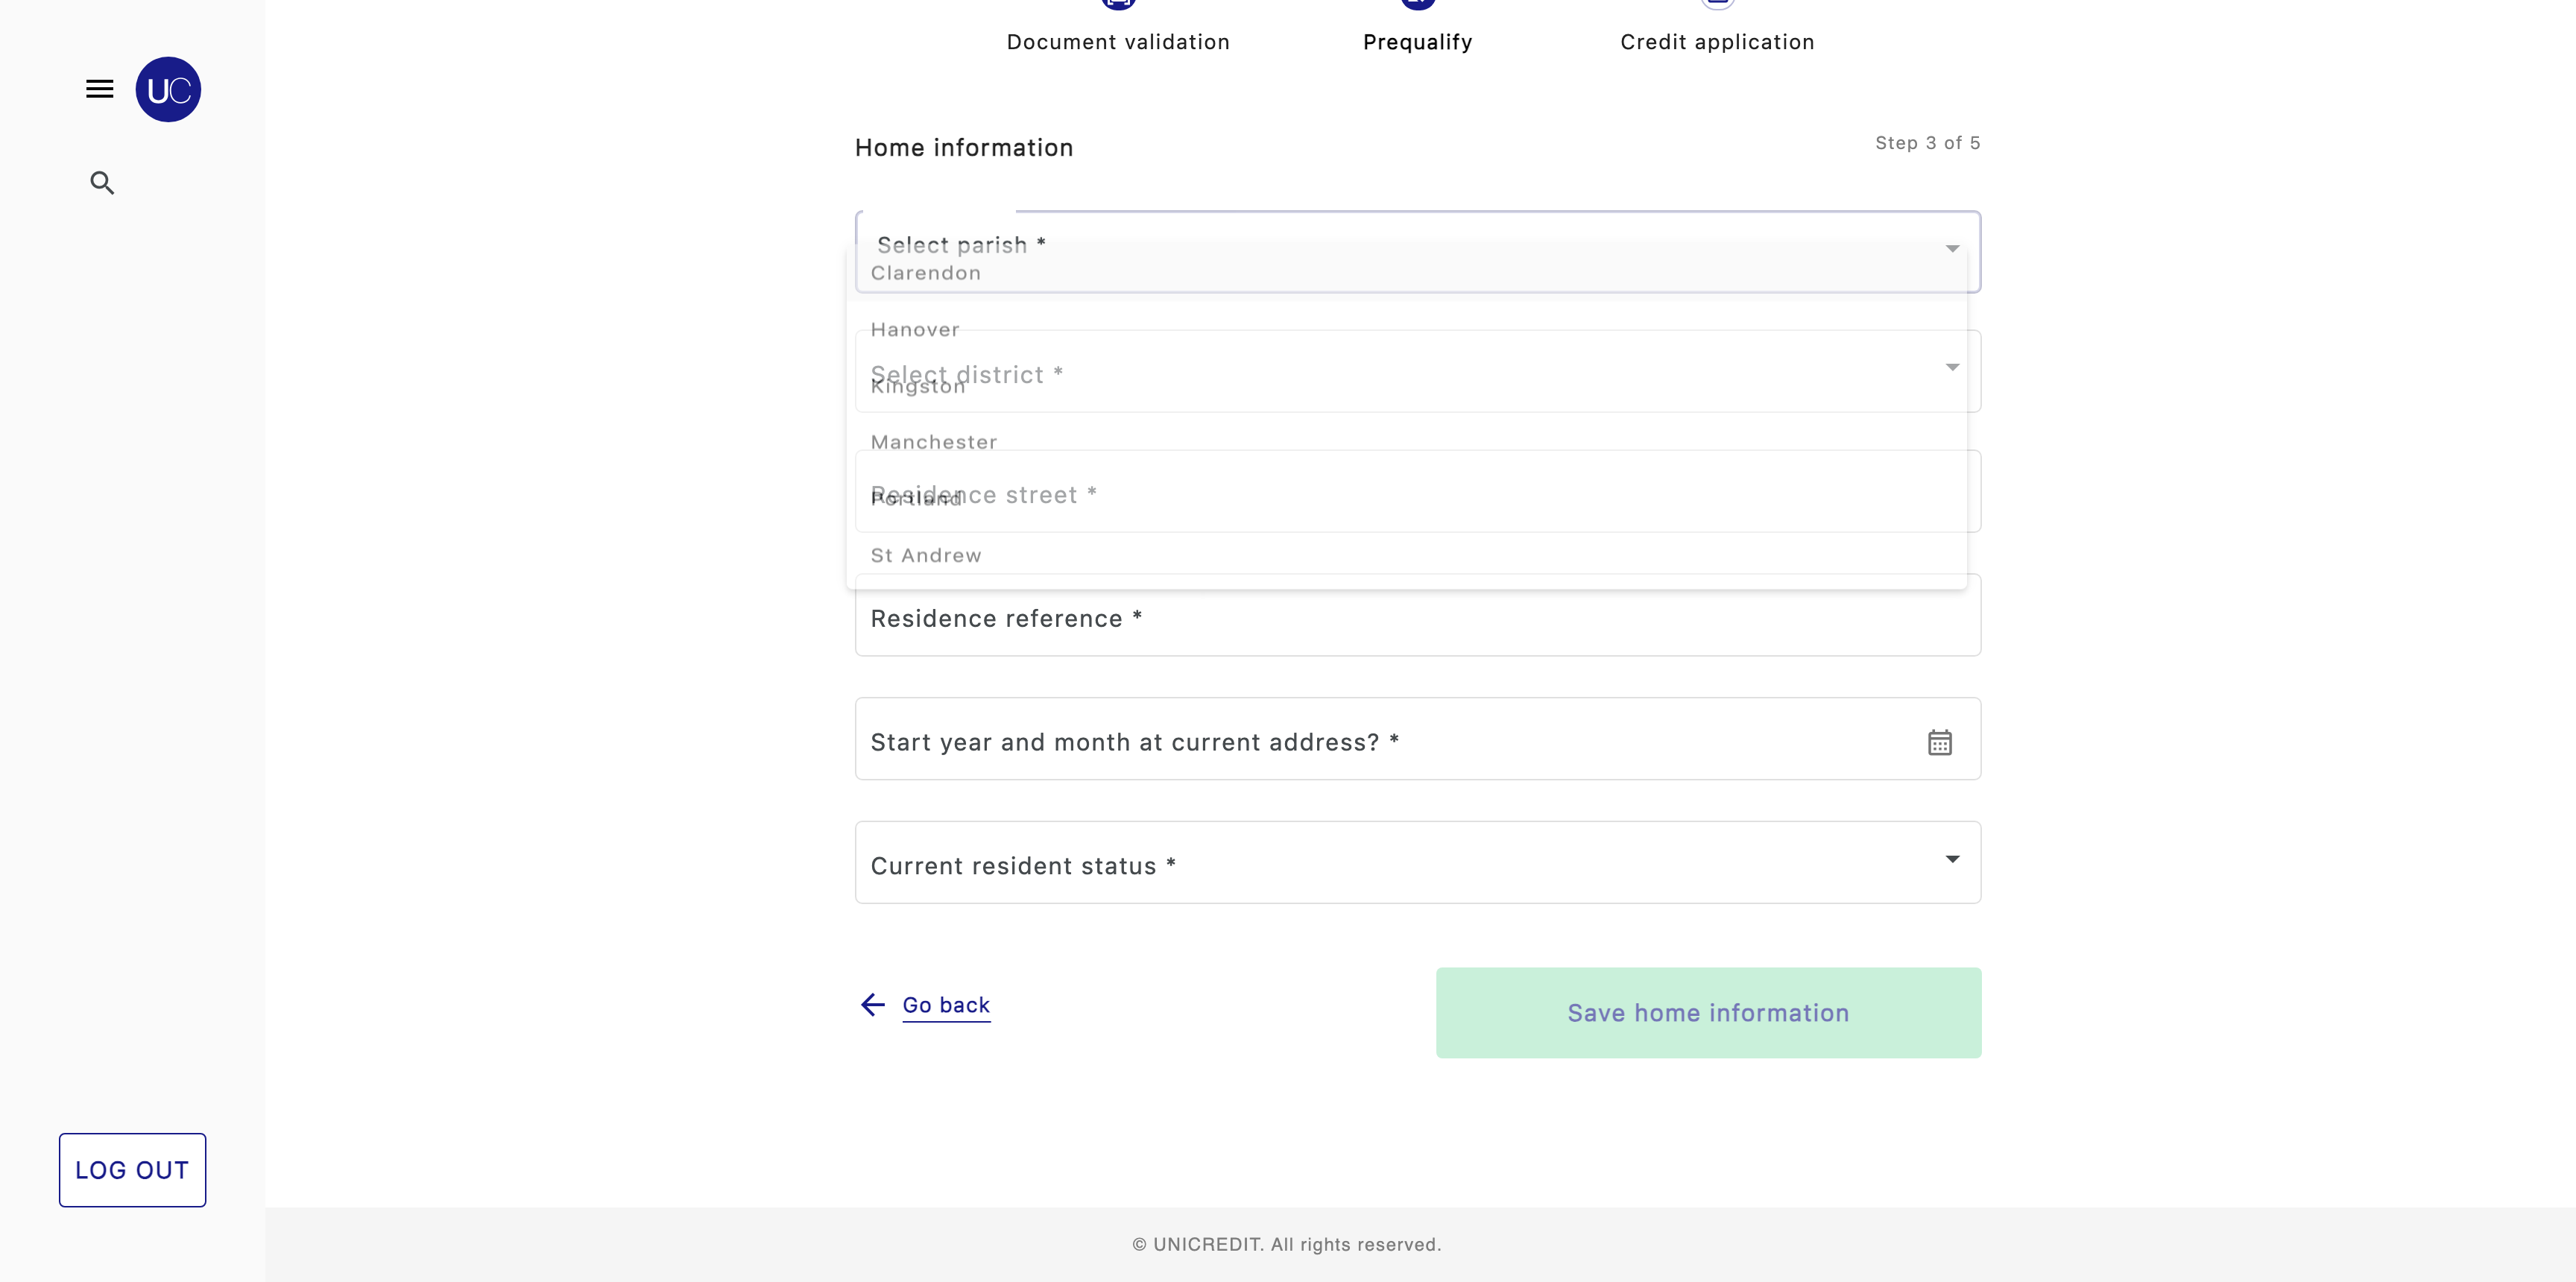 Document validation
Prequalify
Credit application
UC
Home information
Step 3 of 5
Select parish *
Clarendon
Hanover
Select district *
Kingston
Manchester
Residence street *
Portland
St Andrew
Residence reference *
Start year and month at current address? *
Current resident status *
Go back
Save home information
LOG OUT
© UNICREDIT. All rights reserved.